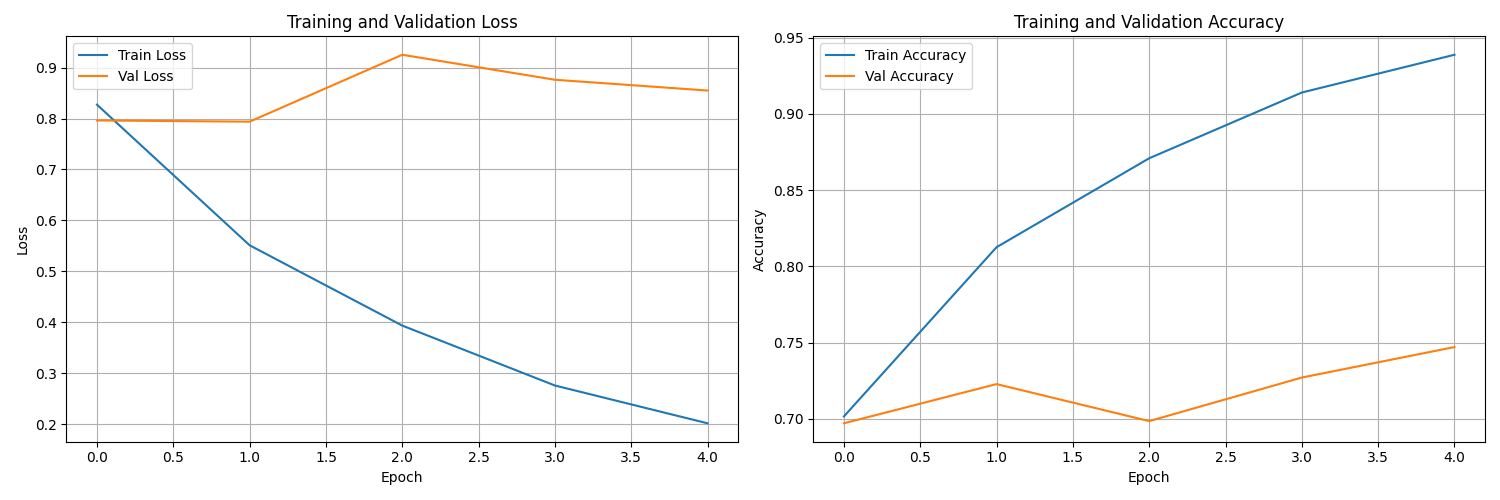 Training and Validation Loss
Train Loss
Val Loss
0.9
0.8
0.7
0.6
0.5
0.4
0.3
0.2
Loss
0.0 0.5 1.0 1.5 2.0 2.5 3.0 3.5 4.0
Epoch
Training and Validation Accuracy
Train Accuracy
Val Accuracy
0.95
0.90
0.85
0.80
0.75
0.70
Accuracy
0.0 0.5 1.0 1.5 2.0 2.5 3.0 3.5 4.0
Epoch